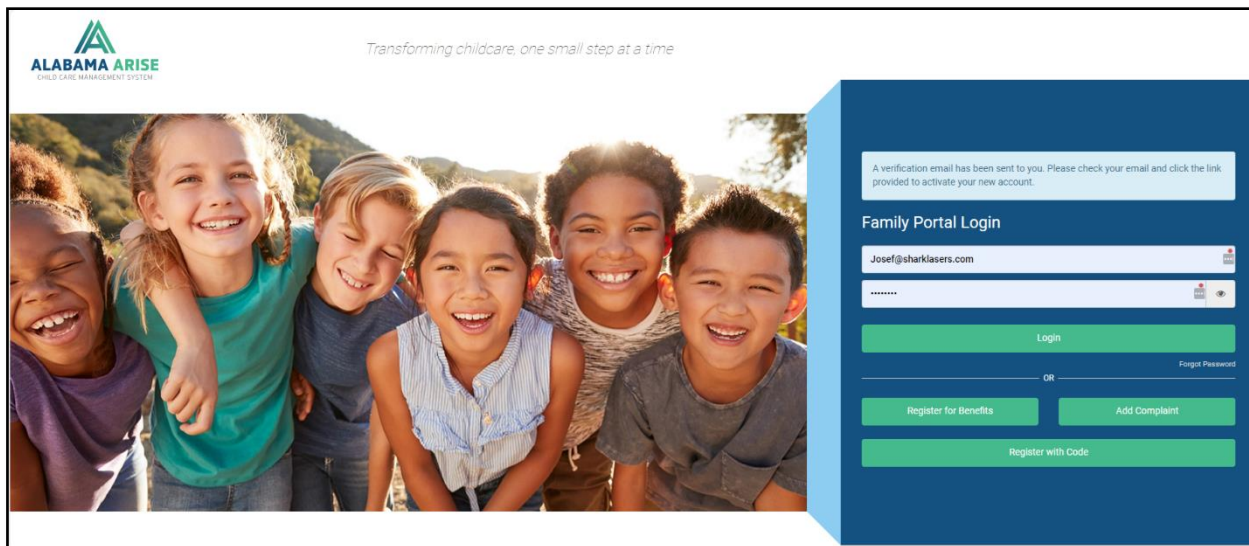 ALABAMA ARISE
CHILD CARE MANAGEMENT SYSTEM
Transforming childcare, one small step at a time
A verification email has been sent to you. Please check your email and click the link
provided to activate your new account.
Family Portal Login
Josef@sharklasers.com
••••••••
Login
Forgot Password
OR
Register for Benefits
Add Complaint
Register with Code